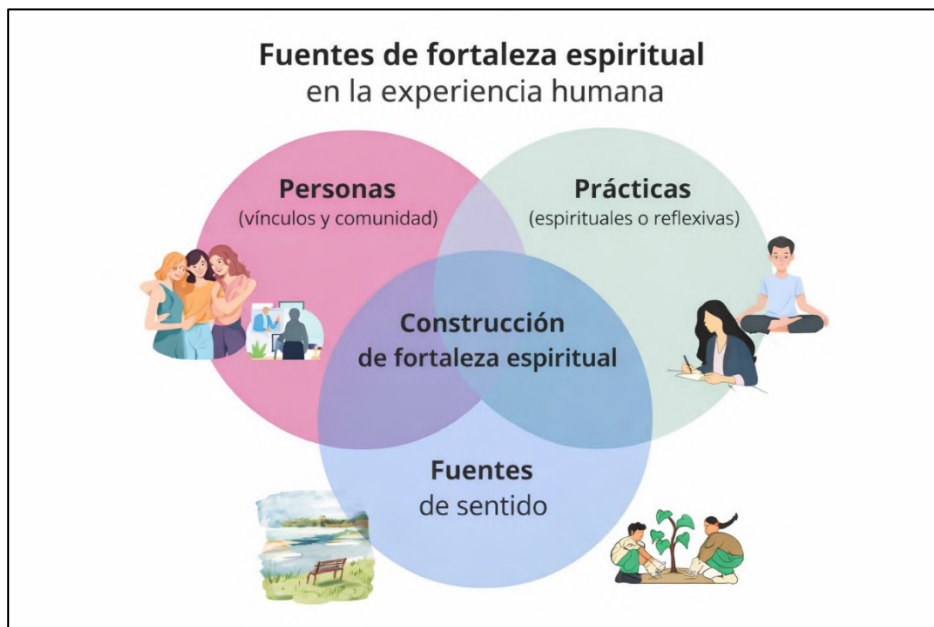 Fuentes de fortaleza espiritual
en la experiencia humana
Personas
(vínculos y comunidad)
Prácticas
(espirituales o reflexivas)
Construcción
de fortaleza espiritual
Fuentes
de sentido